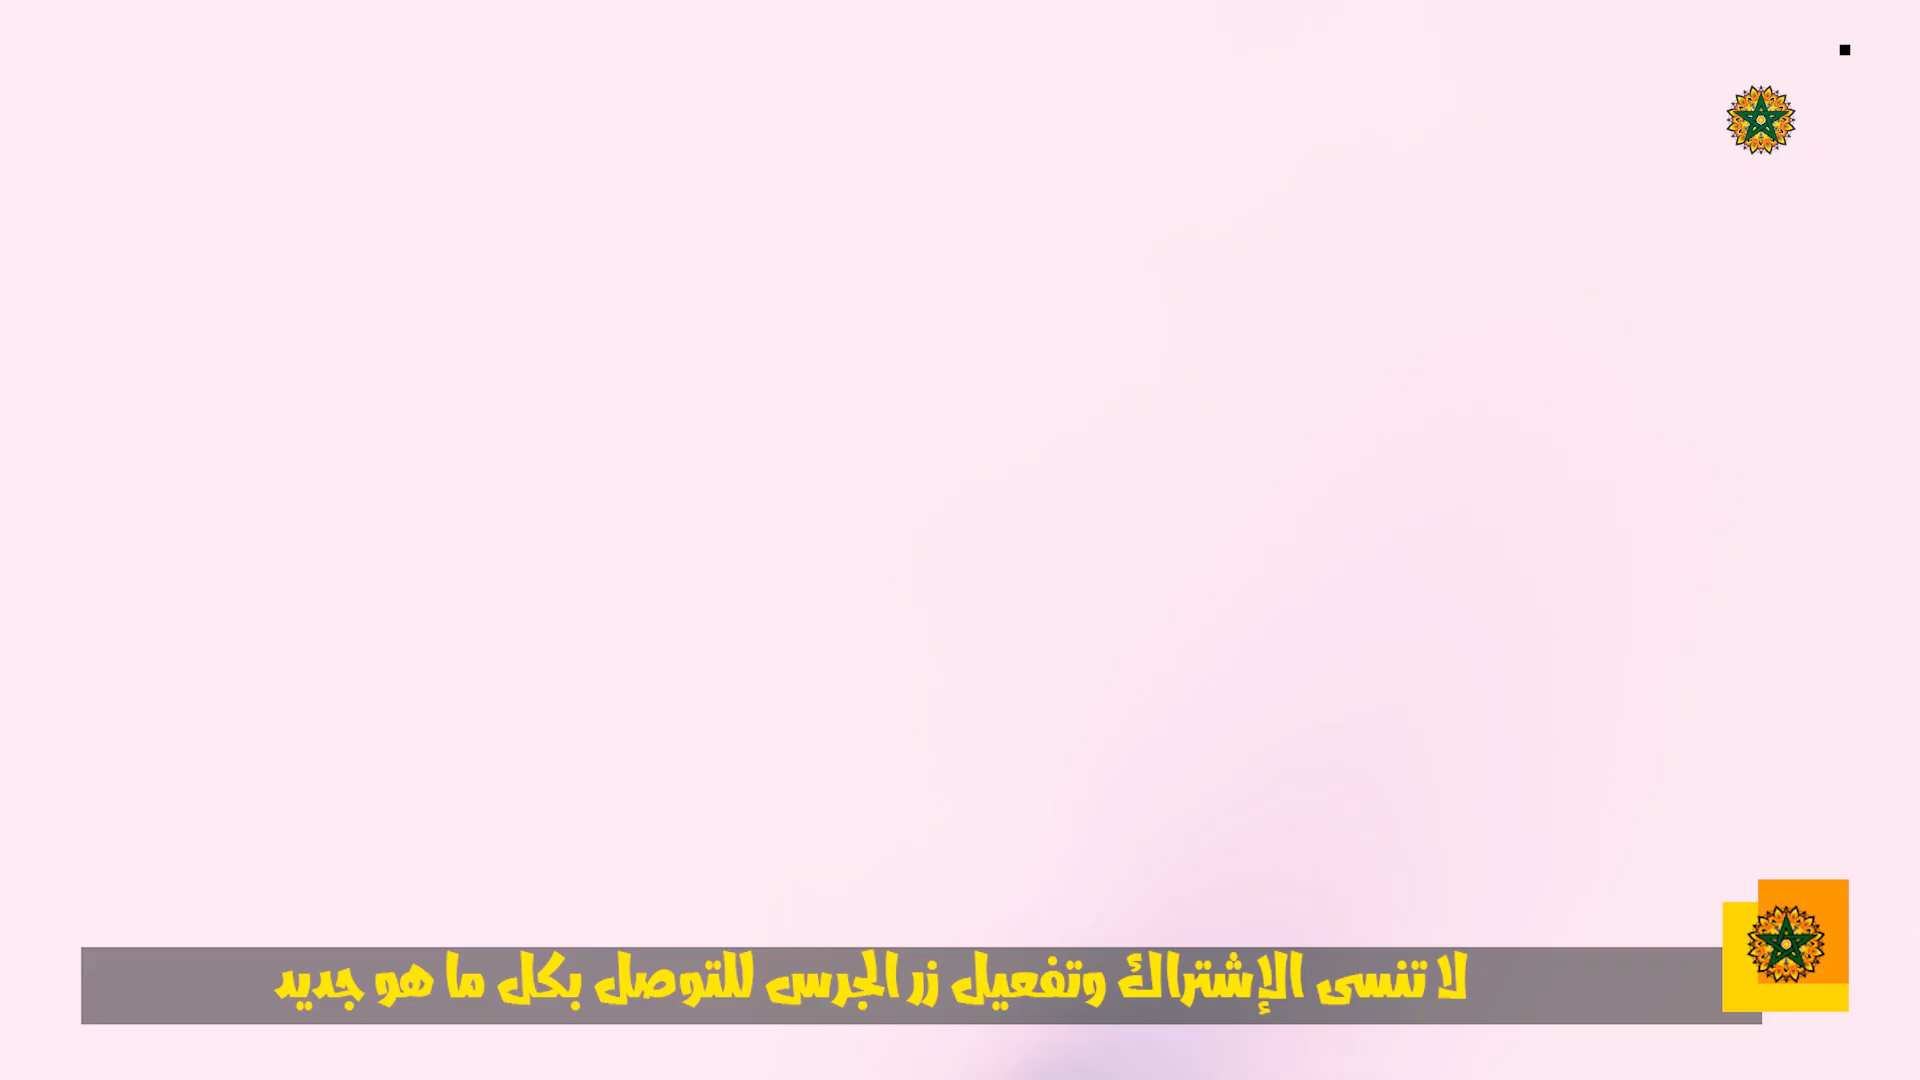 لا تنسى الإشتراك وتفعيل زر الجرس للتوصل بكل ما هو جديد